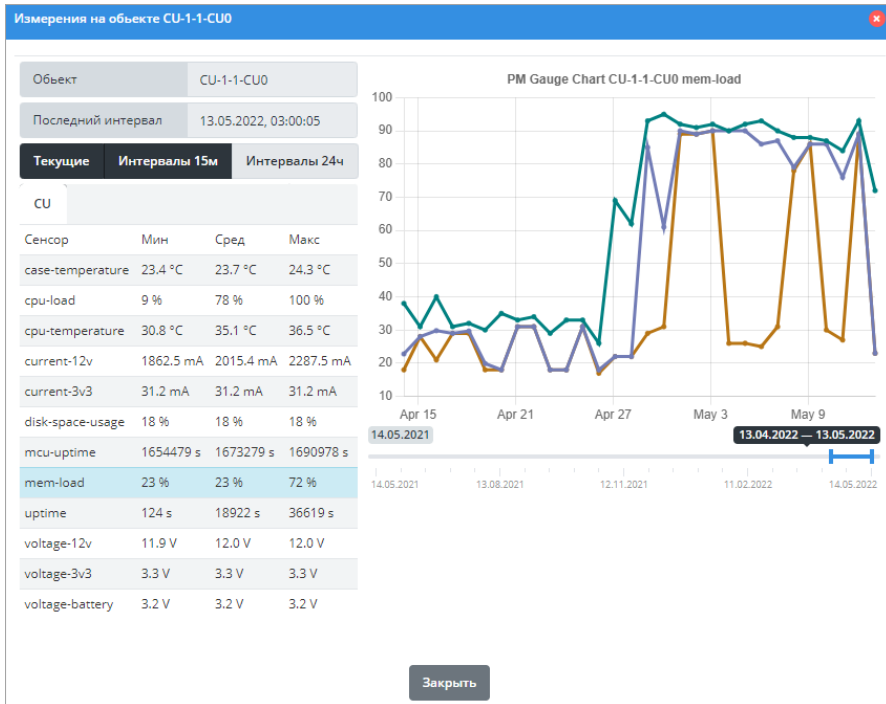 Измерения на обьекте CU-1-1-CU0
Обьект CU-1-1-CU0
Последний интервал 13.05.2022, 03:00:05
Текущие Интервалы 15м Интервалы 24ч
CU
Сенсор Мин Сред Макс
case-temperature 23.4 °C 23.7 °C 24.3 °C
cpu-load 9 % 78 % 100 %
cpu-temperature 30.8 °C 35.1 °C 36.5 °C
current-12v 1862.5 mA 2015.4 mA 2287.5 mA
current-3v3 31.2 mA 31.2 mA 31.2 mA
disk-space-usage 18 % 18 % 18 %
mcu-uptime 1654479 s 1673279 s 1690978 s
mem-load 23 % 23 % 72 %
uptime 124 s 18922 s 36619 s
voltage-12v 11.9 V 12.0 V 12.0 V
voltage-3v3 3.3 V 3.3 V 3.3 V
voltage-battery 3.2 V 3.2 V 3.2 V
PM Gauge Chart CU-1-1-CU0 mem-load
100
90
80
70
60
50
40
30
20
10
Apr 15 Apr 21 Apr 27 May 3 May 9
14.05.2021 13.04.2022 — 13.05.2022
14.05.2021 13.08.2021 12.11.2021 11.02.2022 14.05.2022
Закрыть